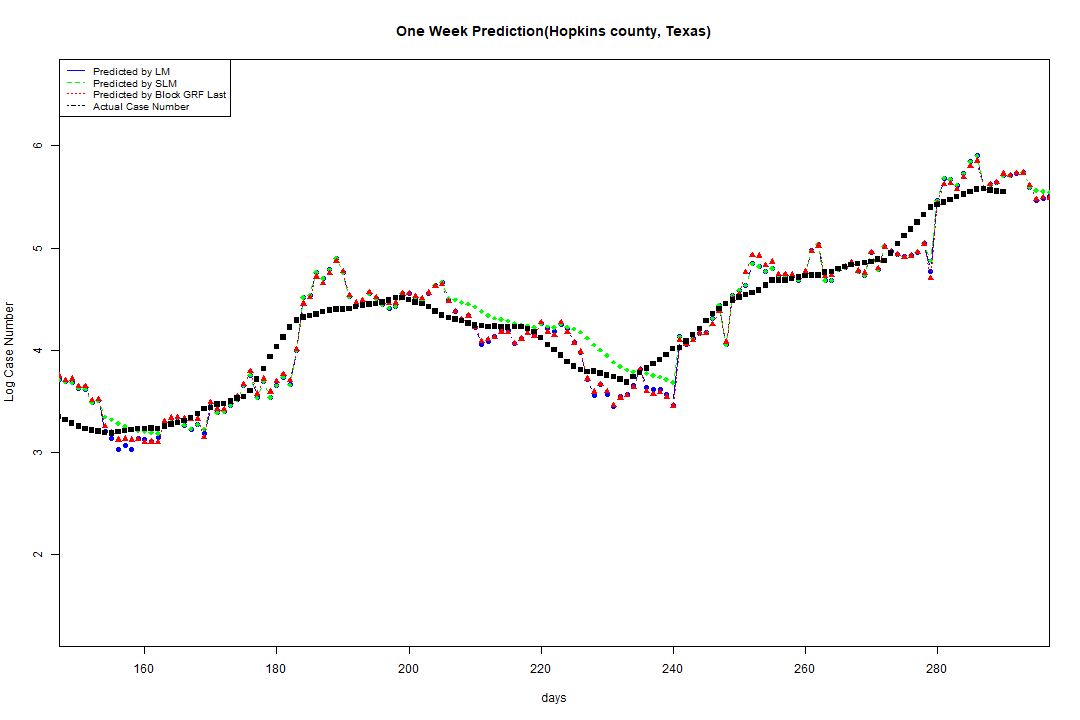 One Week Prediction(Hopkins county, Texas)
Predicted by LM
Predicted by SLM
Predicted by Block GRF Last
Actual Case Number
6
5
4
3
2
Log Case Number
160 180 200 220 240 260 280
days